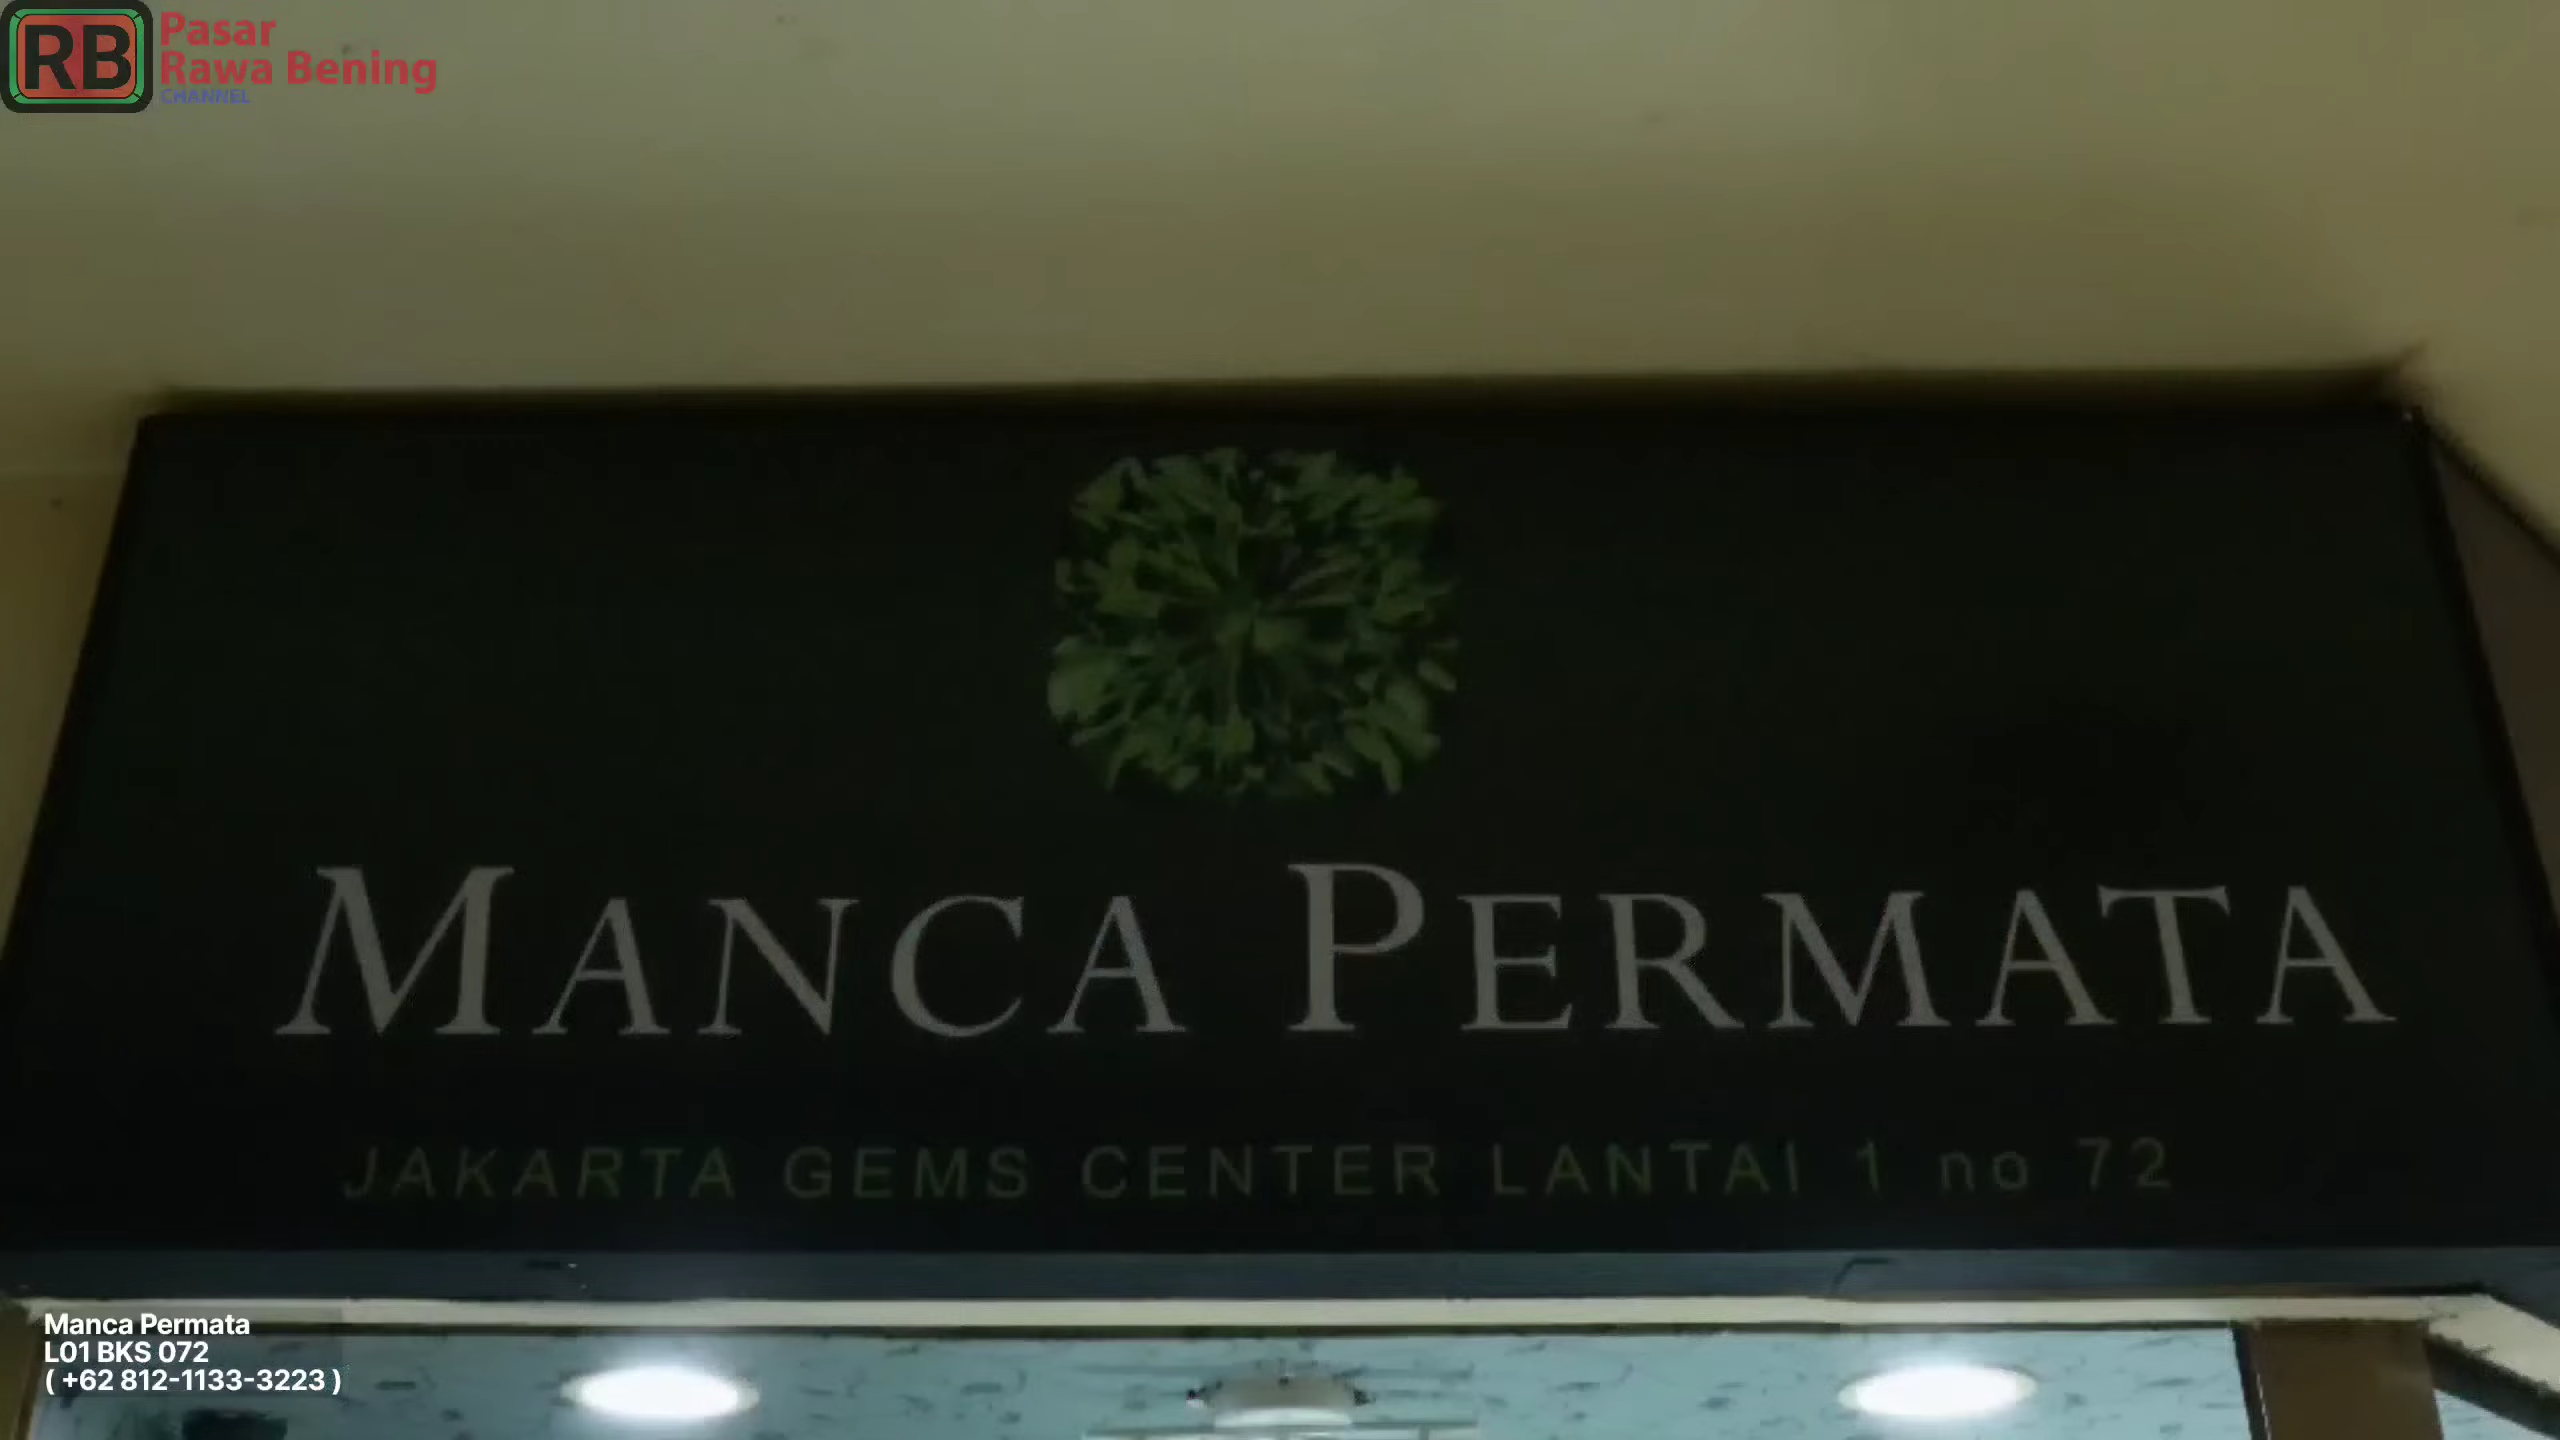 RB
Pasar
Rawa Bening
CHANNEL
MANCA PERMATA
JAKARTA GEMS CENTER LANTAI 1 no 72
Manca Permata
L01 BKS 072
( +62 812-1133-3223 )